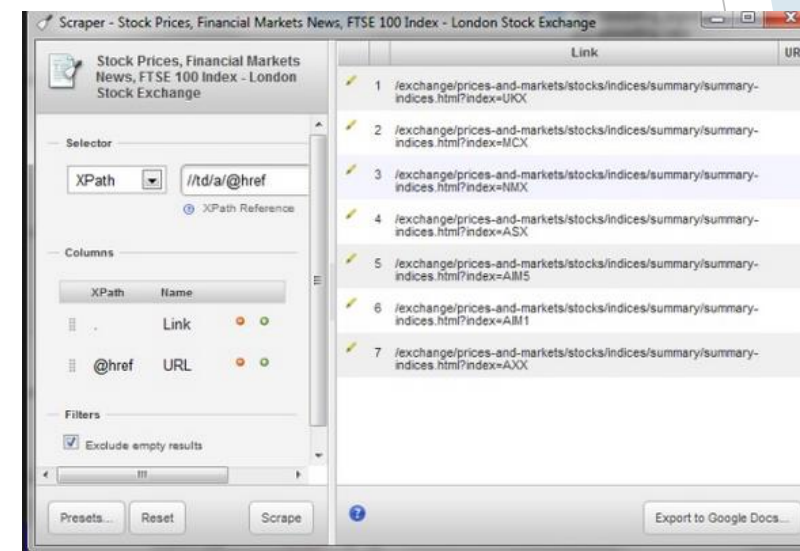 Scraper - Stock Prices, Financial Markets News, FTSE 100 Index - London Stock Exchange
Stock Prices, Financial Markets
News, FTSE 100 Index - London
Stock Exchange
Selector
XPath
//td/a/@href
XPath Reference
Columns
XPath Name
. Link
@href URL
Filters
Exclude empty results
Presets... Reset Scrape
Link UR
1 /exchange/prices-and-markets/stocks/indices/summary/summary-
indices.html?index=UKX
2 /exchange/prices-and-markets/stocks/indices/summary/summary-
indices.html?index=MCX
3 /exchange/prices-and-markets/stocks/indices/summary/summary-
indices.html?index=NMX
4 /exchange/prices-and-markets/stocks/indices/summary/summary-
indices.html?index=ASX
5 /exchange/prices-and-markets/stocks/indices/summary/summary-
indices.html?index=AIM5
6 /exchange/prices-and-markets/stocks/indices/summary/summary-
indices.html?index=AIM1
7 /exchange/prices-and-markets/stocks/indices/summary/summary-
indices.html?index=AXX
Export to Google Docs...